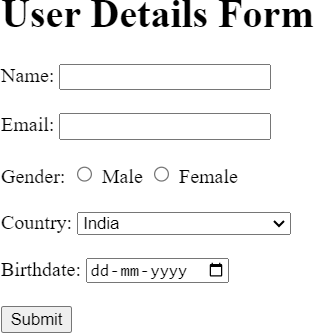 User Details Form
Name:
Email:
Gender: Male Female
Country: India
Birthdate: dd-mm-yyyy
Submit